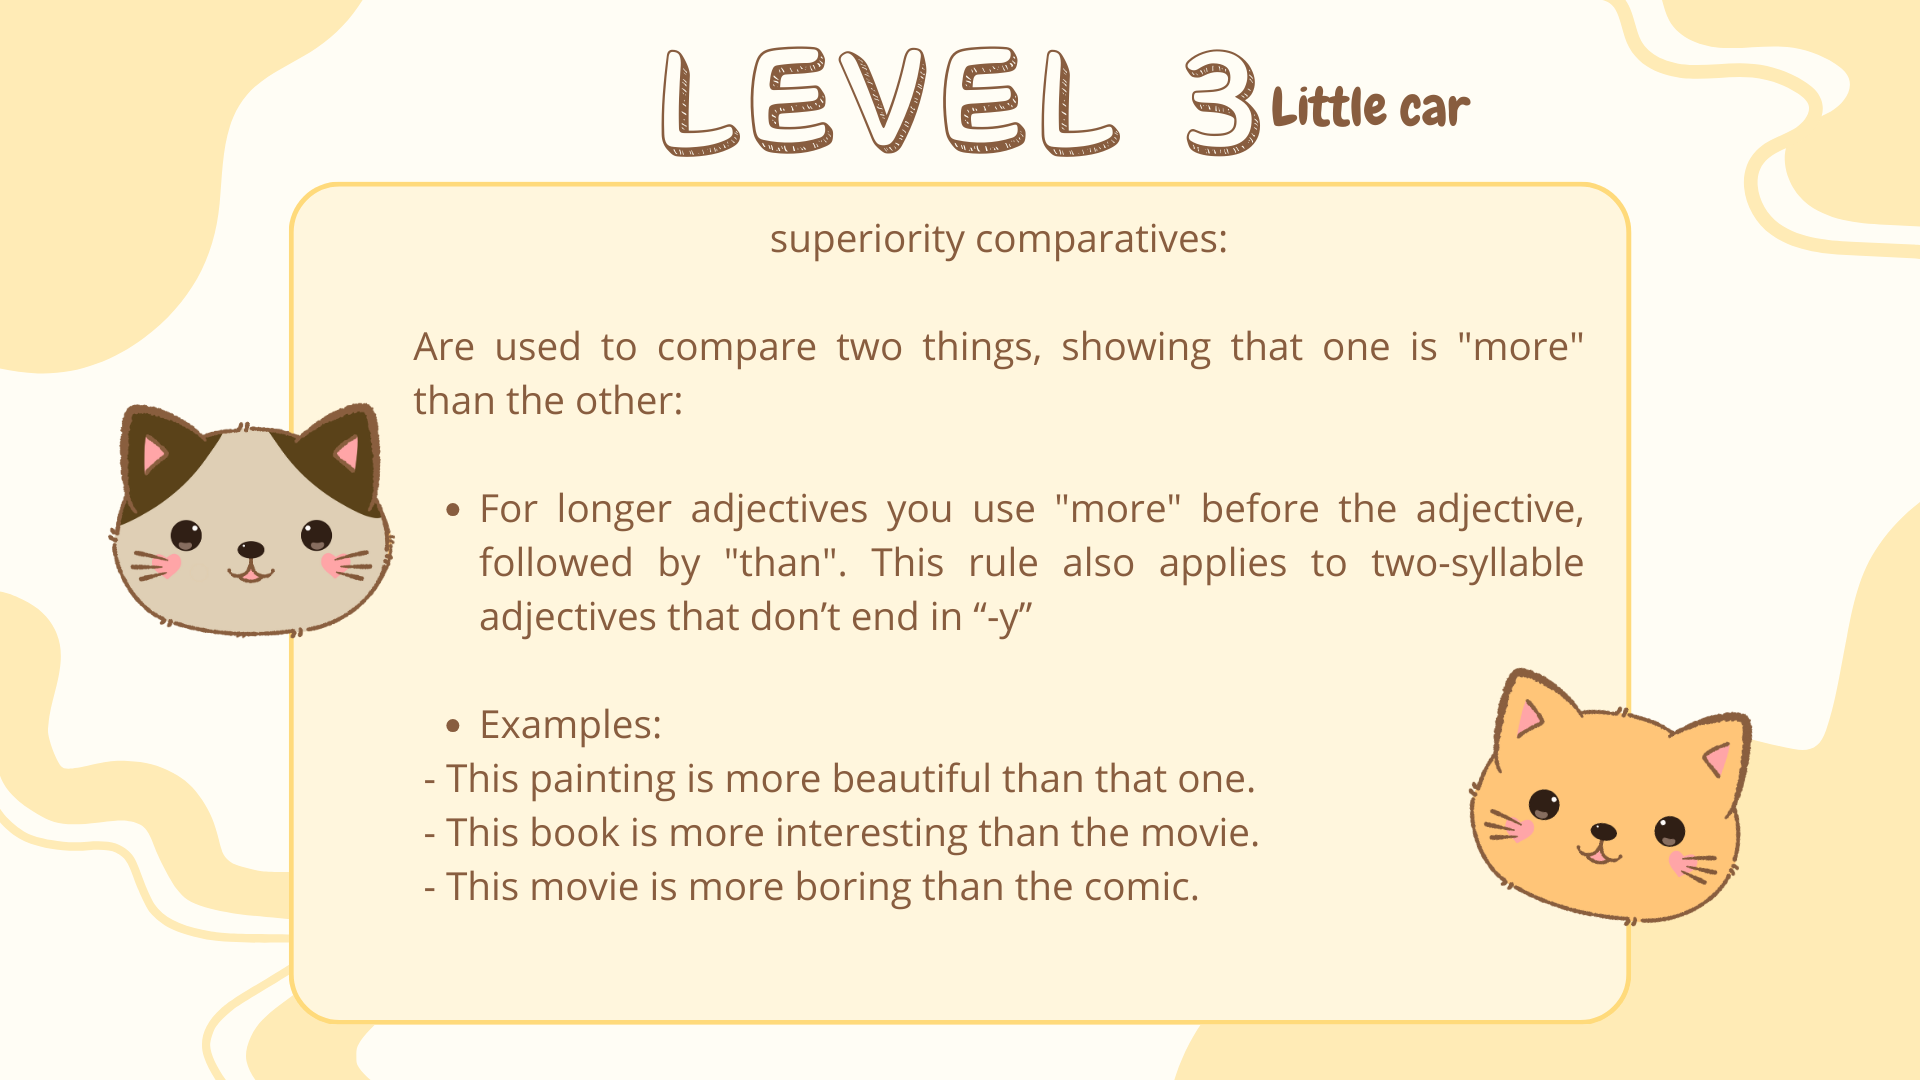 LEVEL 3 Little car
superiority comparatives:
Are used to compare two things, showing that one is "more"
than the other:
• For longer adjectives you use "more" before the adjective,
followed by "than". This rule also applies to two-syllable
adjectives that don’t end in “-y”
• Examples:
- This painting is more beautiful than that one.
- This book is more interesting than the movie.
- This movie is more boring than the comic.